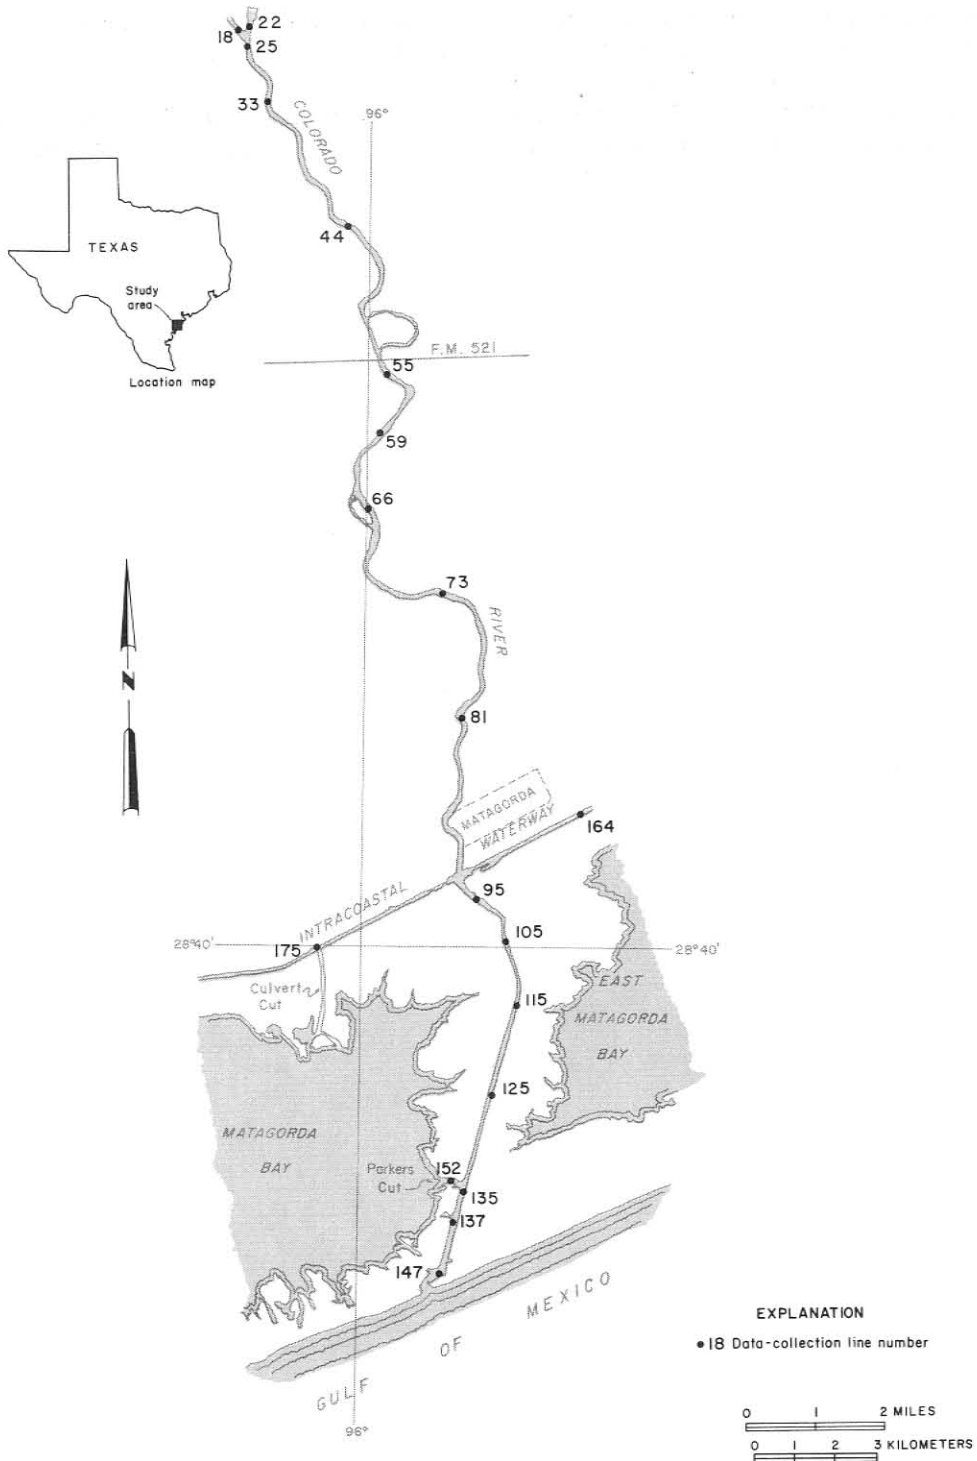 22
18
25
33
COLORADO
96°
44
TEXAS
Study
area
Location map
F.M. 521
55
59
66
N
73
RIVER
81
MATAGORDA
WATERWAY
164
95
INTRACOASTAL
105
28°40'
175
28°40'
Culvert
Cut
115
EAST
MATAGORDA
BAY
125
MATAGORDA
BAY
Parkers
Cut
152
135
137
147
GULF OF MEXICO
96°
EXPLANATION
18 Data-collection line number
0 1 2 MILES
0 1 2 3 KILOMETERS